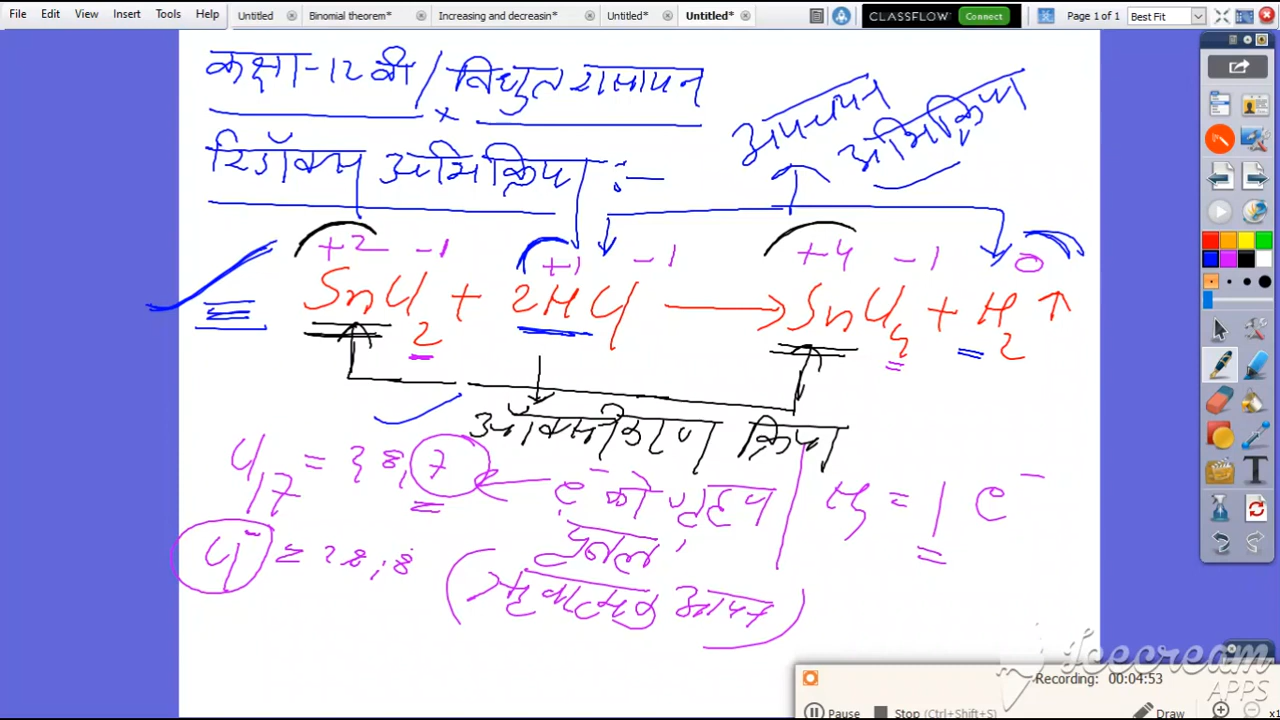 File Edit View Insert Tools Help Untitled Binomial theorem* Increasing and decreasin* Untitled* Untitled* CLASSFLOW Connect Page 1 of 1 Best Fit
कक्षा-12वी / विधुत रासायन
रिडॉक्स अभिक्रिया :-
अपचयन
अभिक्रिया
+2 -1 +1 -1 +4 -1 0
SnCl2 + 2HCl → SnCl4 + H2 ↑
ऑक्सीकरण क्रिया
Cl17 = 2 8, 7 e- को ग्रहण H = 1 e-
Cl- = 2 8, 8
(ऋणात्मक आयन)
Icecream
APPS
Recording: 00:04:53
Pause Stop (Ctrl+Shift+S) Draw x1